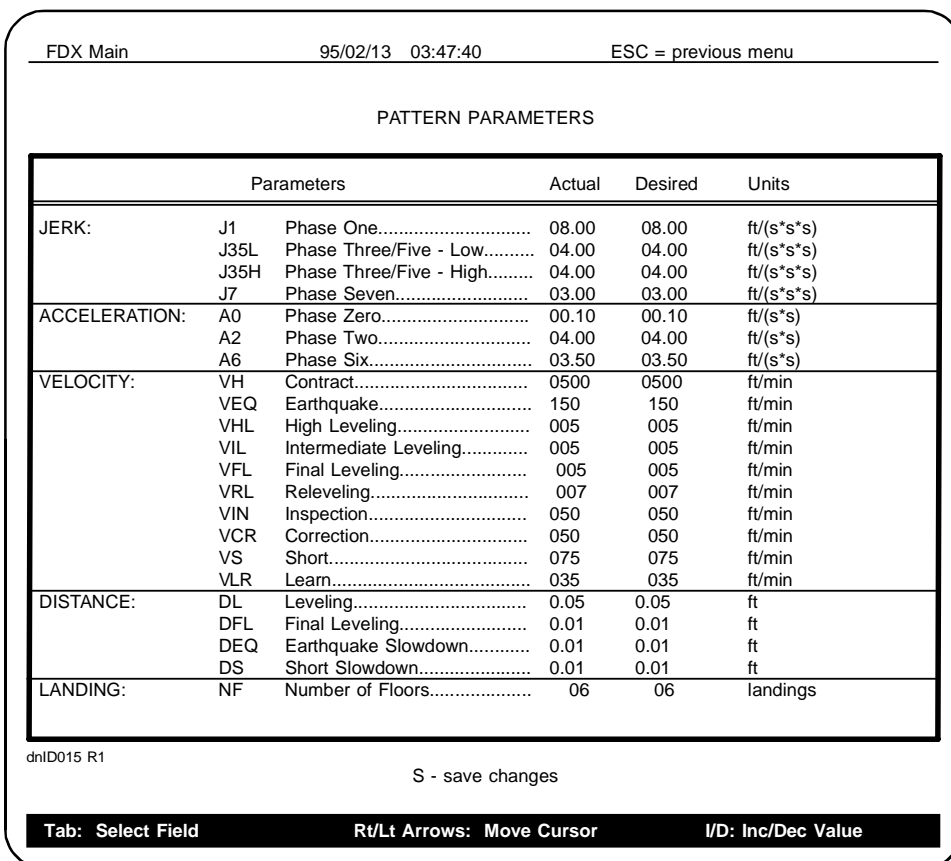 FDX Main 95/02/13 03:47:40 ESC = previous menu
PATTERN PARAMETERS
Parameters Actual Desired Units
JERK: J1 Phase One.............................. 08.00 08.00 ft/(s*s*s)
J35L Phase Three/Five - Low.......... 04.00 04.00 ft/(s*s*s)
J35H Phase Three/Five - High......... 04.00 04.00 ft/(s*s*s)
J7 Phase Seven.......................... 03.00 03.00 ft/(s*s*s)
ACCELERATION: A0 Phase Zero............................. 00.10 00.10 ft/(s*s)
A2 Phase Two.............................. 04.00 04.00 ft/(s*s)
A6 Phase Six................................ 03.50 03.50 ft/(s*s)
VELOCITY: VH Contract.................................. 0500 0500 ft/min
VEQ Earthquake.............................. 150 150 ft/min
VHL High Leveling.......................... 005 005 ft/min
VIL Intermediate Leveling............. 005 005 ft/min
VFL Final Leveling......................... 005 005 ft/min
VRL Releveling............................... 007 007 ft/min
VIN Inspection............................... 050 050 ft/min
VCR Correction............................... 050 050 ft/min
VS Short....................................... 075 075 ft/min
VLR Learn....................................... 035 035 ft/min
DISTANCE: DL Leveling.................................. 0.05 0.05 ft
DFL Final Leveling......................... 0.01 0.01 ft
DEQ Earthquake Slowdown............ 0.01 0.01 ft
DS Short Slowdown...................... 0.01 0.01 ft
LANDING: NF Number of Floors.................... 06 06 landings
dnID015 R1
S - save changes
Tab: Select Field Rt/Lt Arrows: Move Cursor I/D: Inc/Dec Value